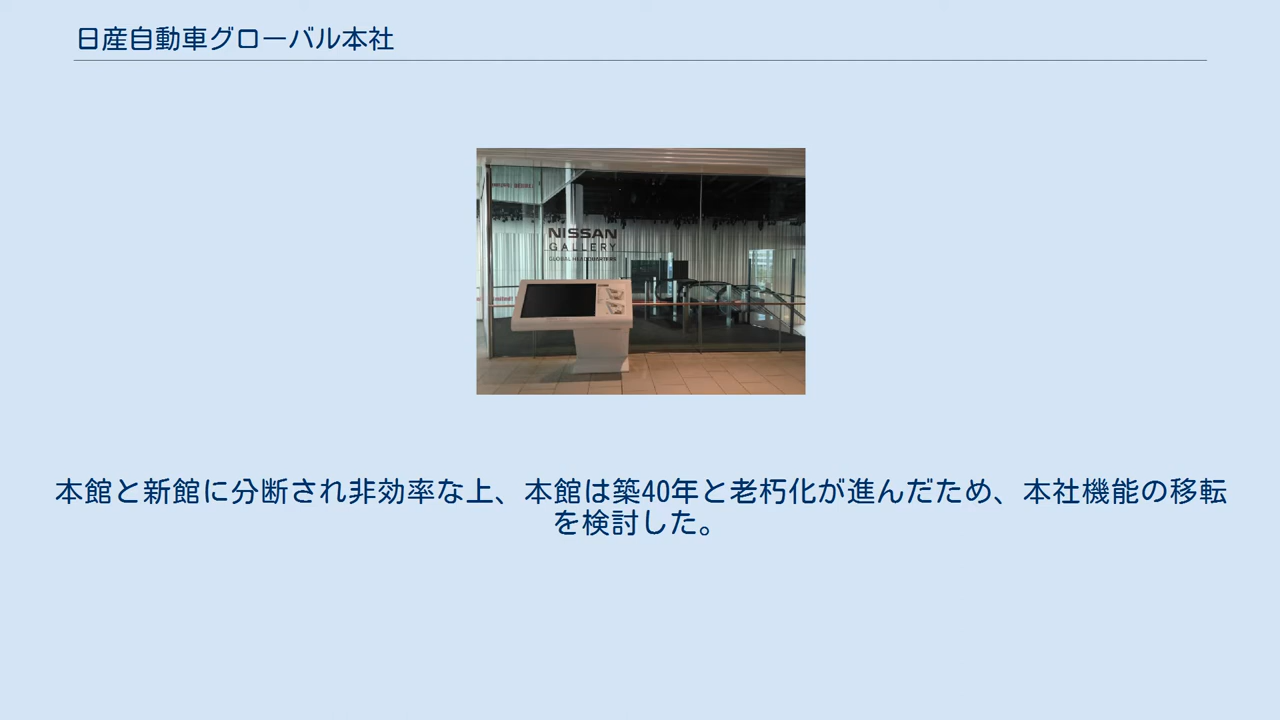 日産自動車グローバル本社
NISSAN
GALLERY
GLOBAL HEADQUARTERS
本館と新館に分断され非効率な上、本館は築40年と老朽化が進んだため、本社機能の移転
を検討した。